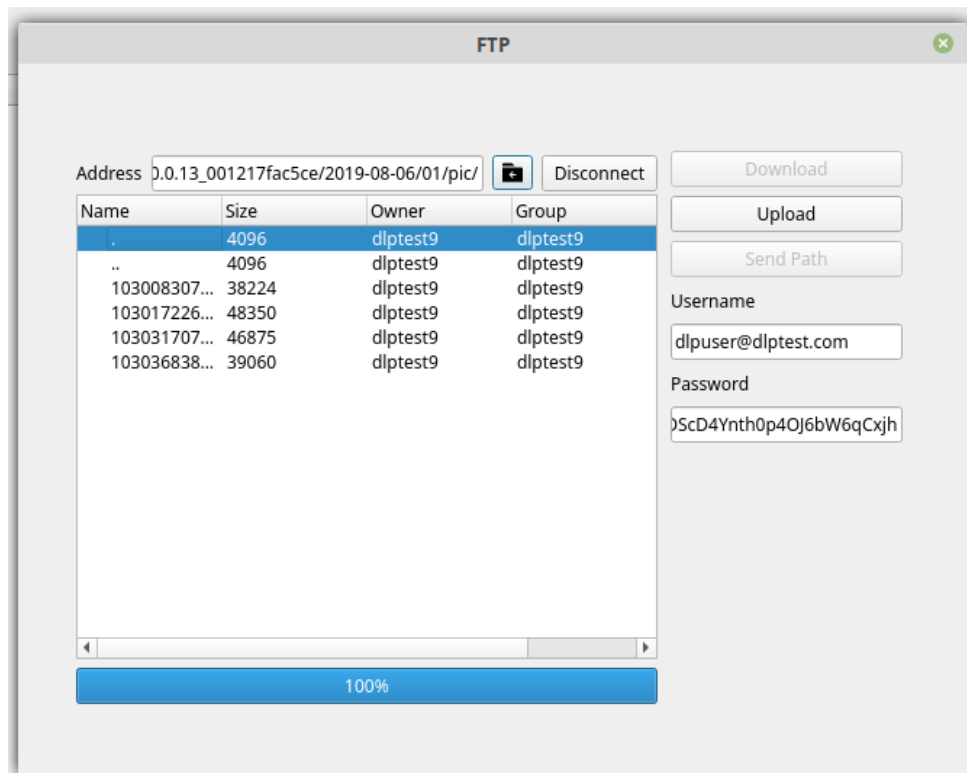 FTP
Address 0.0.13_001217fac5ce/2019-08-06/01/pic/ Disconnect Download
Name Size Owner Group Upload
. 4096 dlptest9 dlptest9
.. 4096 dlptest9 dlptest9 Send Path
103008307... 38224 dlptest9 dlptest9
103017226... 48350 dlptest9 dlptest9 Username
103031707... 46875 dlptest9 dlptest9 dlpuser@dlptest.com
103036838... 39060 dlptest9 dlptest9
Password
ScD4Ynth0p4OJ6bW6qCxjh
100%